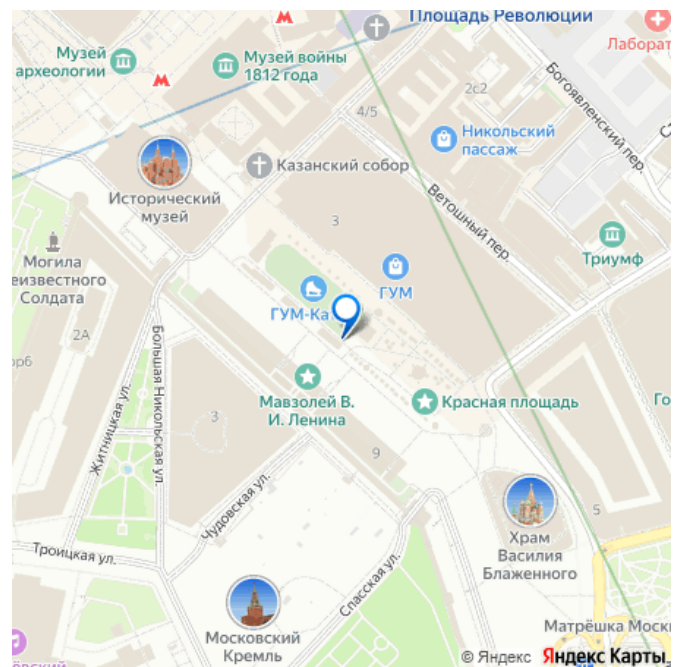 Площадь Революции
Музей
археологии
Музей войны
1812 года
Лаборат
М
М
2с2
4/5
Богоявленский пер.
Никольский
пассаж
Казанский собор
Исторический
музей
Ветошный пер.
3
Триумф
Могила
еизвестного
Солдата
ГУМ
ГУМ-Ка
2А
Большая Никольская ул.
Житницкая ул.
Мавзолей В.
И. Ленина
Красная площадь
Го
3
9
Чудовская ул.
5
Храм
Василия
Блаженного
Троицкая ул.
Спасская ул.
Матрёшка Моски
Московский
Кремль
© Яндекс Яндекс Карты